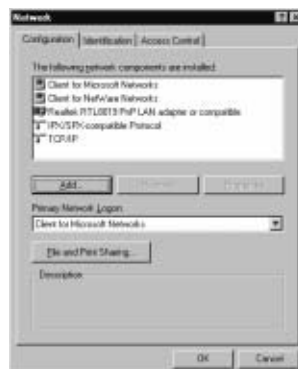 Network
Configuration Identification Access Control
The following network components are installed:
Client for Microsoft Networks
Client for NetWare Networks
Realtek RTL8019 PnP LAN adapter or compatible
IPX/SPX-compatible Protocol
TCP/IP
Add...
Remove
Properties
Primary Network Logon:
Client for Microsoft Networks
File and Print Sharing...
Description
OK Cancel